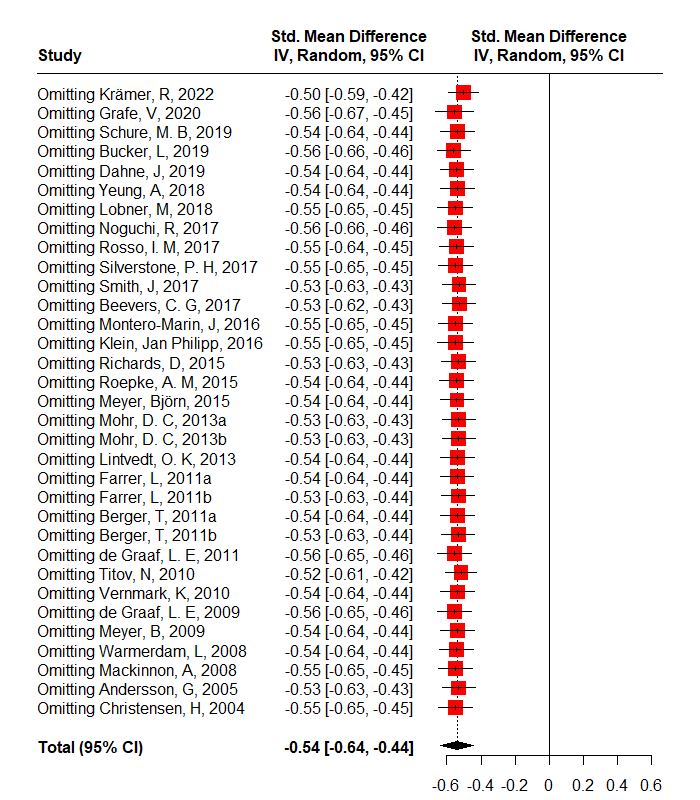 Std. Mean Difference Std. Mean Difference
Study IV, Random, 95% CI IV, Random, 95% CI
Omitting Krämer, R, 2022 -0.50 [-0.59, -0.42]
Omitting Grafe, V, 2020 -0.56 [-0.67, -0.45]
Omitting Schure, M. B, 2019 -0.54 [-0.64, -0.44]
Omitting Bucker, L, 2019 -0.56 [-0.66, -0.46]
Omitting Dahne, J, 2019 -0.54 [-0.64, -0.44]
Omitting Yeung, A, 2018 -0.54 [-0.64, -0.44]
Omitting Lobner, M, 2018 -0.55 [-0.65, -0.45]
Omitting Noguchi, R, 2017 -0.56 [-0.66, -0.46]
Omitting Rosso, I. M, 2017 -0.55 [-0.64, -0.45]
Omitting Silverstone, P. H, 2017 -0.55 [-0.65, -0.45]
Omitting Smith, J, 2017 -0.53 [-0.63, -0.43]
Omitting Beevers, C. G, 2017 -0.53 [-0.62, -0.43]
Omitting Montero-Marin, J, 2016 -0.55 [-0.65, -0.45]
Omitting Klein, Jan Philipp, 2016 -0.55 [-0.65, -0.45]
Omitting Richards, D, 2015 -0.53 [-0.63, -0.43]
Omitting Roepke, A. M, 2015 -0.54 [-0.64, -0.44]
Omitting Meyer, Björn, 2015 -0.54 [-0.64, -0.44]
Omitting Mohr, D. C, 2013a -0.53 [-0.63, -0.43]
Omitting Mohr, D. C, 2013b -0.53 [-0.63, -0.43]
Omitting Lintvedt, O. K, 2013 -0.54 [-0.64, -0.44]
Omitting Farrer, L, 2011a -0.54 [-0.64, -0.44]
Omitting Farrer, L, 2011b -0.53 [-0.63, -0.44]
Omitting Berger, T, 2011a -0.54 [-0.64, -0.44]
Omitting Berger, T, 2011b -0.53 [-0.63, -0.44]
Omitting de Graaf, L. E, 2011 -0.56 [-0.65, -0.46]
Omitting Titov, N, 2010 -0.52 [-0.61, -0.42]
Omitting Vernmark, K, 2010 -0.54 [-0.64, -0.44]
Omitting de Graaf, L. E, 2009 -0.56 [-0.65, -0.46]
Omitting Meyer, B, 2009 -0.54 [-0.64, -0.44]
Omitting Warmerdam, L, 2008 -0.54 [-0.64, -0.44]
Omitting Mackinnon, A, 2008 -0.55 [-0.65, -0.45]
Omitting Andersson, G, 2005 -0.53 [-0.63, -0.43]
Omitting Christensen, H, 2004 -0.55 [-0.65, -0.45]
Total (95% CI) -0.54 [-0.64, -0.44]
-0.6 -0.4 -0.2 0 0.2 0.4 0.6